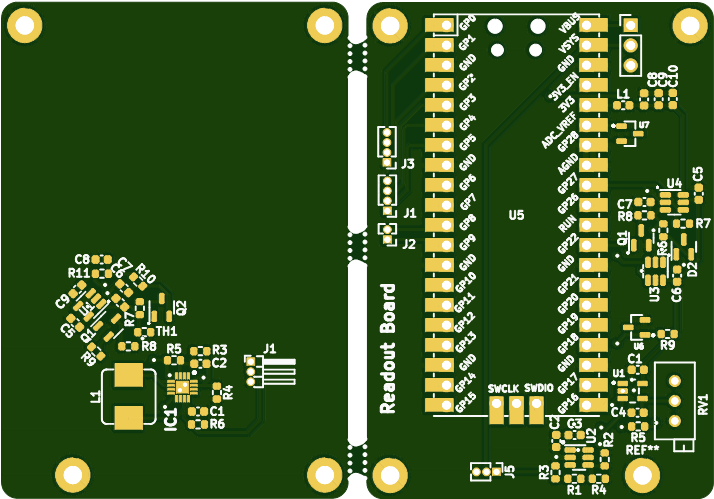 C8
R11
C7
C6
R10
C9
U1
C5
D1
R9
R7
Q2
TH1
R8
R5
R3
C2
L1
IC1
R4
C1
R6
J1
J3
J1
J2
Readout Board
GP0
GP1
GND
GP2
GP3
GP4
GP5
GND
GP6
GP7
GP8
GP9
GND
GP10
GP11
GP12
GP13
GND
GP14
GP15
U5
VBUS
VSYS
GND
*3V3_EN
3V3
ADC_VREF
GP28
AGND
GP27
GP26
RUN
GP22
GND
GP21
GP20
GP19
GP18
GND
GP17
GP16
SWCLK
SWDIO
C8
C9
C10
L1
U7
U4
C5
C7
R8
R7
Q1
R6
D2
U3
C6
U6
R9
C1
U1
C4
R5
REF**
RV1
C2
C3
U2
R2
R3
R1
R4
J5